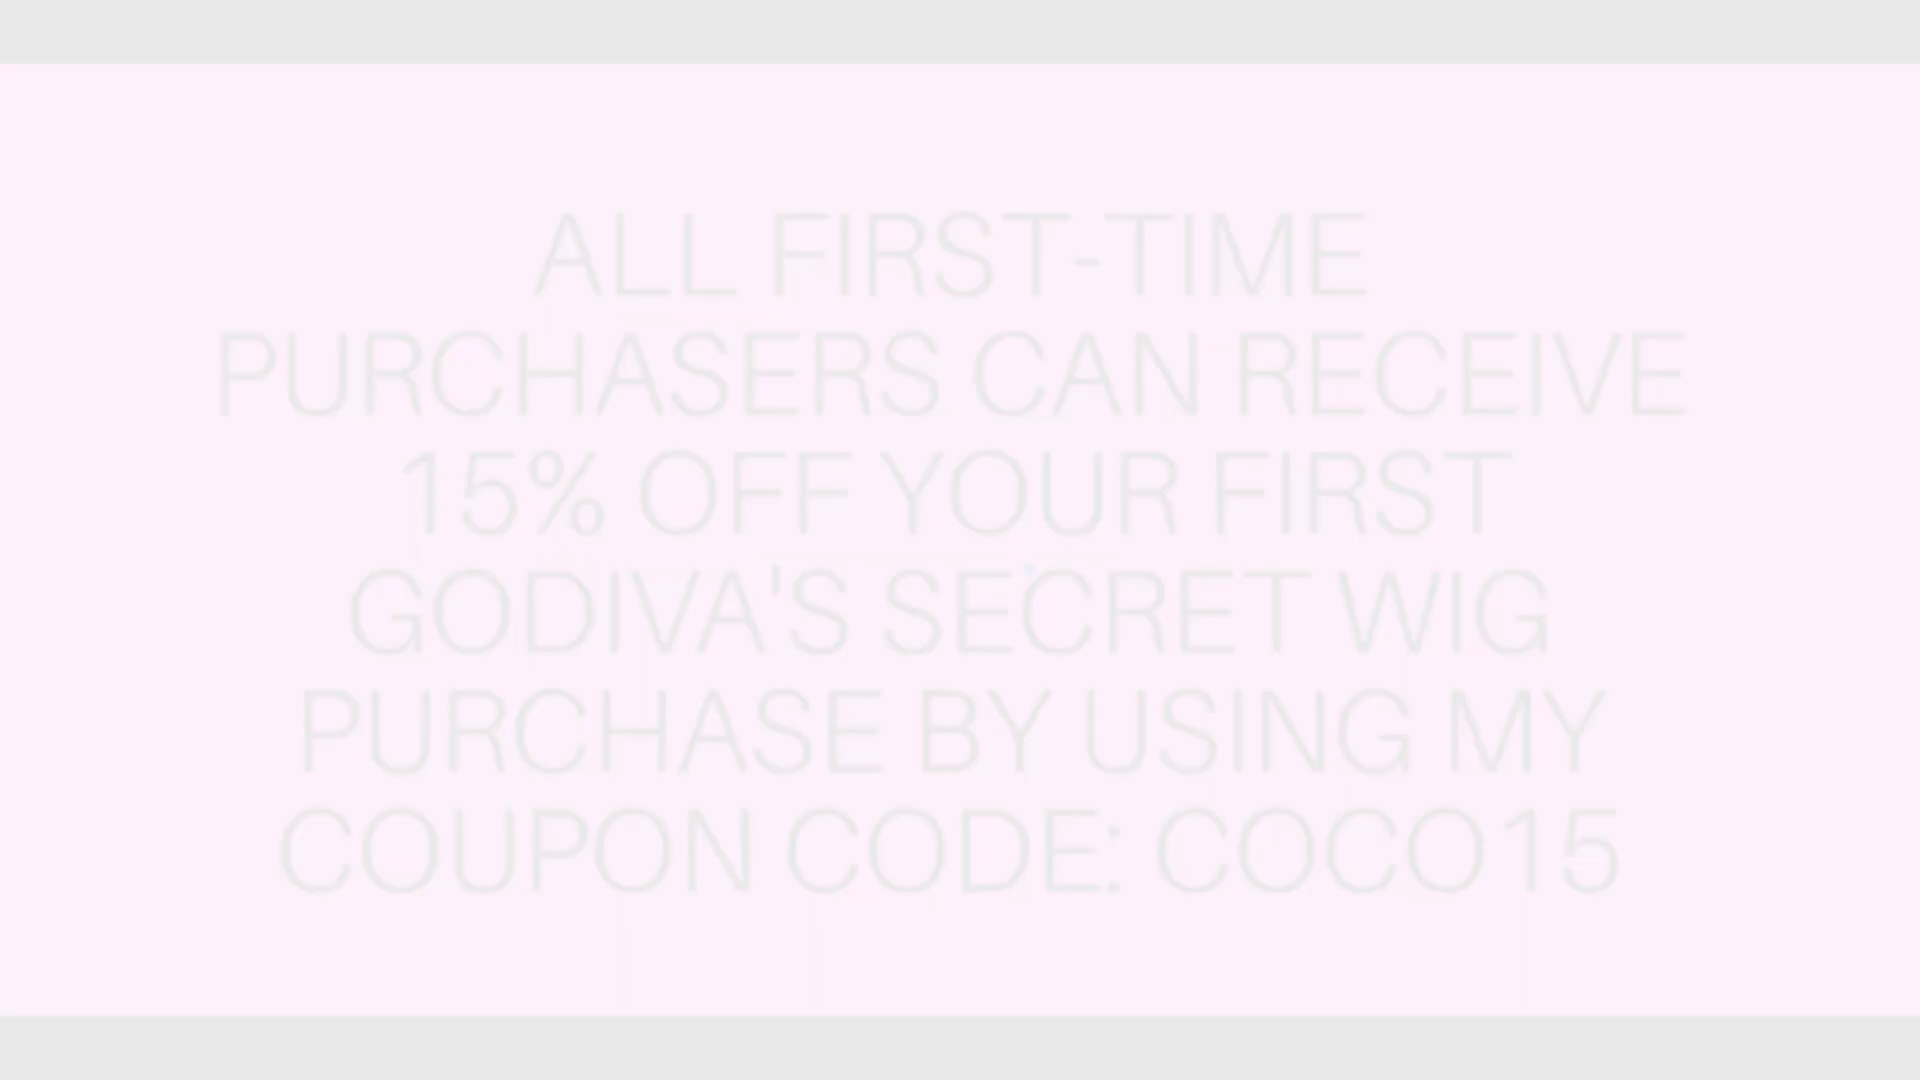 ALL FIRST-TIME
PURCHASERS CAN RECEIVE
15% OFF YOUR FIRST
GODIVA'S SECRET WIG
PURCHASE BY USING MY
COUPON CODE: COCO15